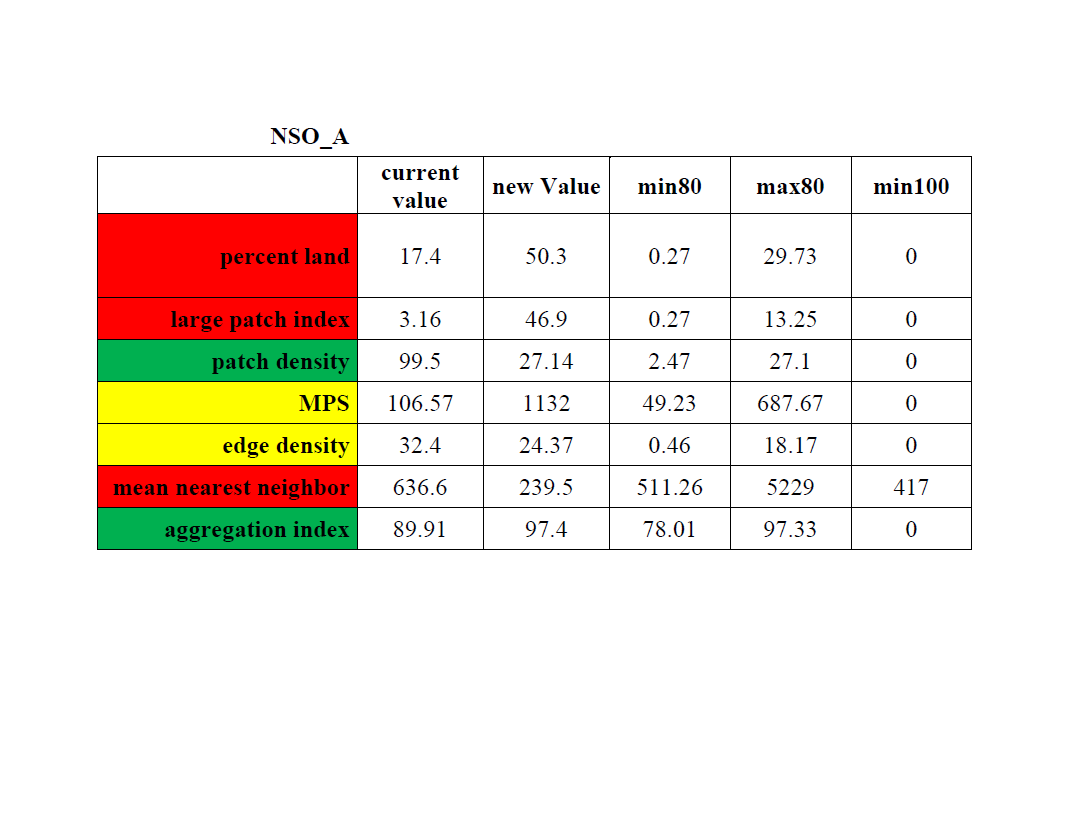 NSO_A
current value new Value min80 max80 min100
percent land 17.4 50.3 0.27 29.73 0
large patch index 3.16 46.9 0.27 13.25 0
patch density 99.5 27.14 2.47 27.1 0
MPS 106.57 1132 49.23 687.67 0
edge density 32.4 24.37 0.46 18.17 0
mean nearest neighbor 636.6 239.5 511.26 5229 417
aggregation index 89.91 97.4 78.01 97.33 0